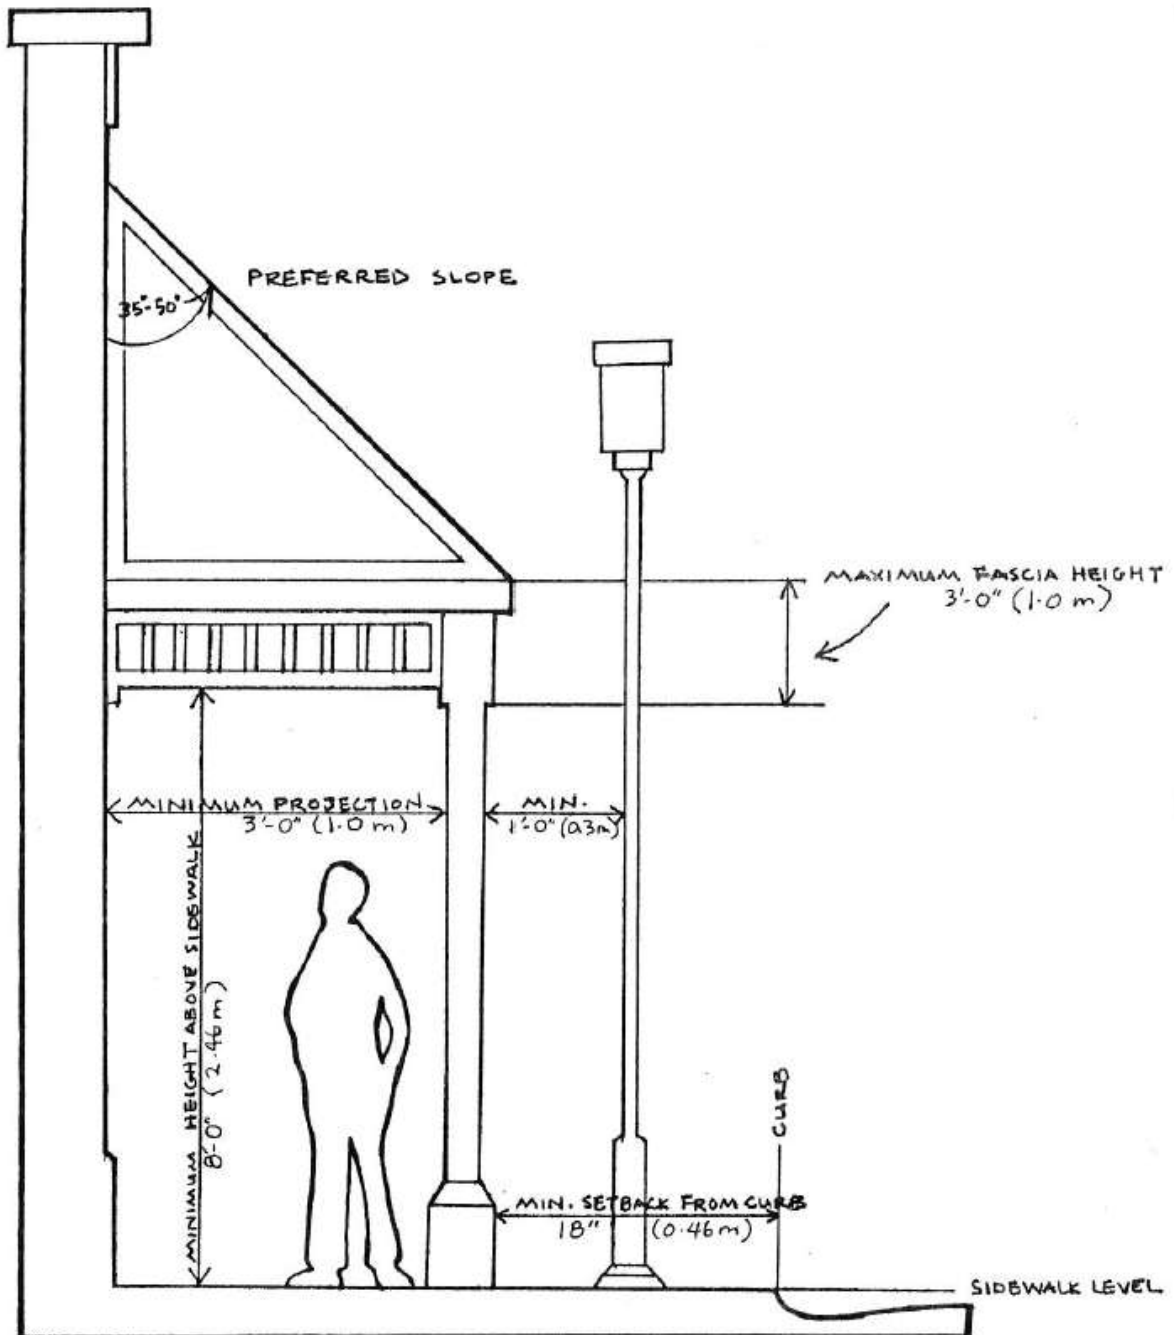 PREFERRED SLOPE
35°-50°
MAXIMUM FASCIA HEIGHT
3'-0" (1.0 m)
MINIMUM PROJECTION
3'-0" (1.0 m)
MIN.
1'-0" (0.3m)
MINIMUM HEIGHT ABOVE SIDEWALK
8'-0" (2.46m)
CURB
MIN. SETBACK FROM CURB
18" (0.46m)
SIDEWALK LEVEL